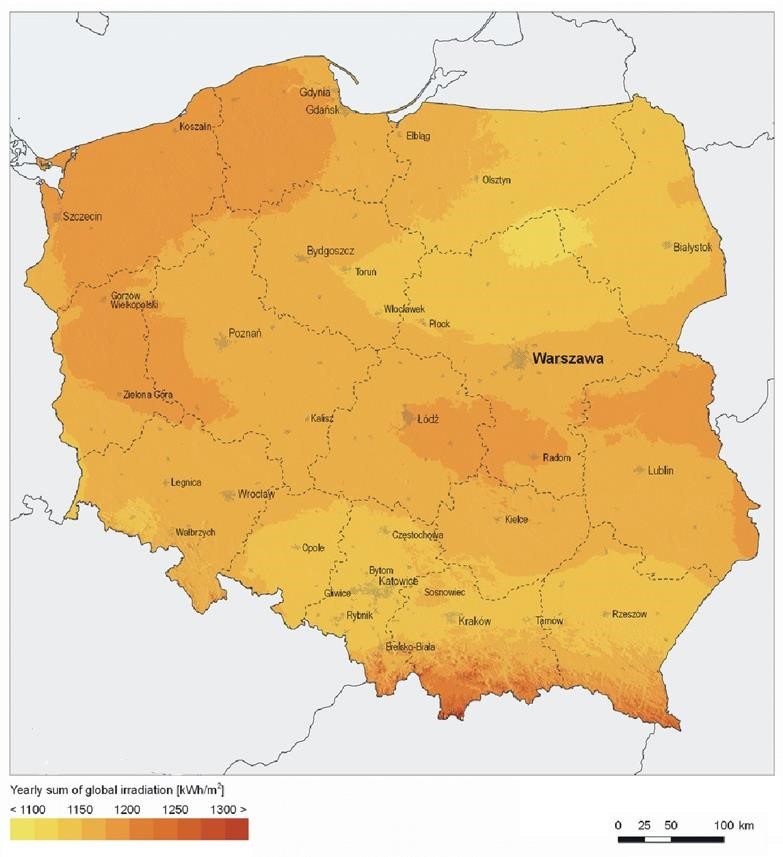 Gdynia
Gdańsk
Koszalin
Elbląg
Olsztyn
Szczecin
Białystok
Bydgoszcz
Toruń
Gorzów
Wielkopolski
Włocławek
Płock
Poznań
Warszawa
Zielona Góra
Kalisz
Łódź
Radom
Lublin
Legnica
Wrocław
Kielce
Wałbrzych
Częstochowa
Opole
Bytom
Katowice
Gliwice
Sosnowiec
Rybnik
Kraków
Tarnów
Rzeszów
Bielsko-Biała
Yearly sum of global irradiation [kWh/m²]
< 1100 1150 1200 1250 1300 >
0 25 50 100 km